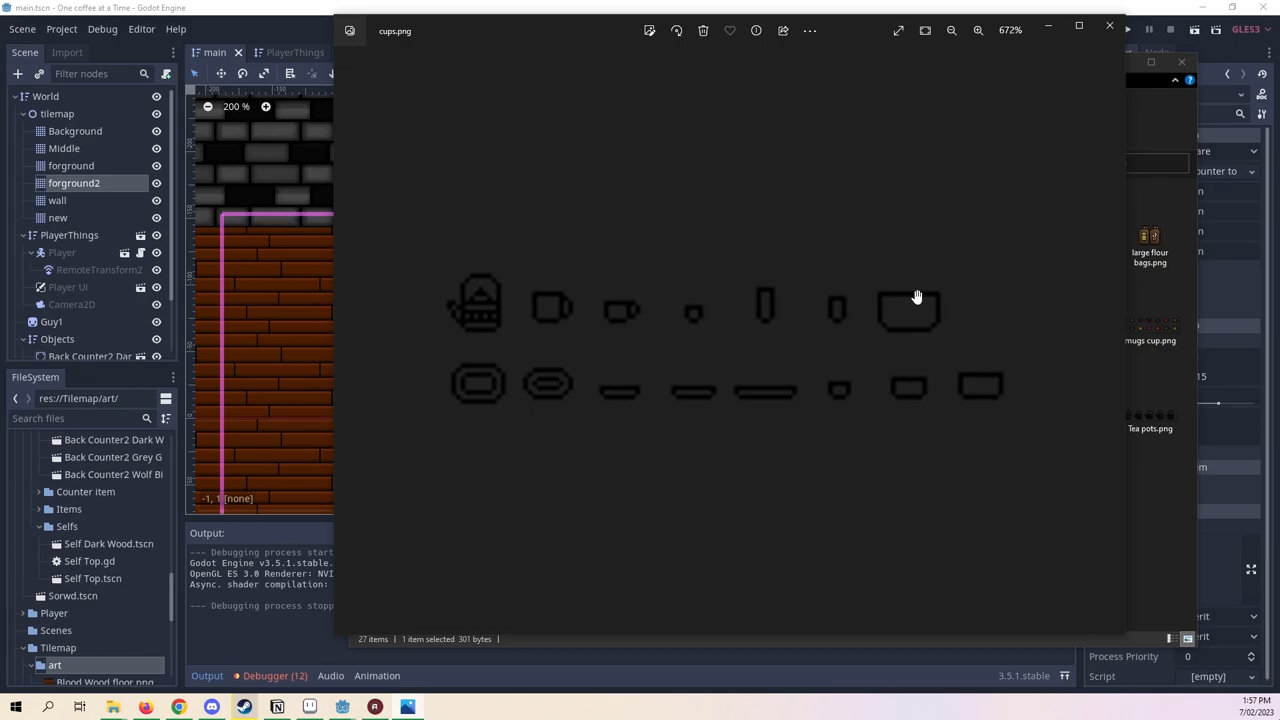 main.tscn - One coffee at a Time - Godot Engine
Scene Project Debug Editor Help
GLES3
cups.png
672%
Scene Import
main PlayerThings
Filter nodes
200 %
World
tilemap
Background
Middle
forground
forground2
wall
new
PlayerThings
Player
RemoteTransform2
Player Ui
Camera2D
Guy1
Objects
Back Counter2 Dar
large flour
bags.png
mugs cup.png
Tea pots.png
15
FileSystem
res://Tilemap/art/
Search files
Back Counter2 Dark W
Back Counter2 Grey G
Back Counter2 Wolf Bi
Counter item
Items
Selfs
Self Dark Wood.tscn
Self Top.gd
Self Top.tscn
Sorwd.tscn
Player
Scenes
Tilemap
art
Blood Wood floor.png
-1, 1 [none]
Output:
--- Debugging process start
Godot Engine v3.5.1.stable.
OpenGL ES 3.0 Renderer: NVI
Async. shader compilation:
--- Debugging process stopp
27 items 1 item selected 301 bytes
Process Priority 0
Script [empty]
Output Debugger (12) Audio Animation 3.5.1.stable
1:57 PM
7/02/2023